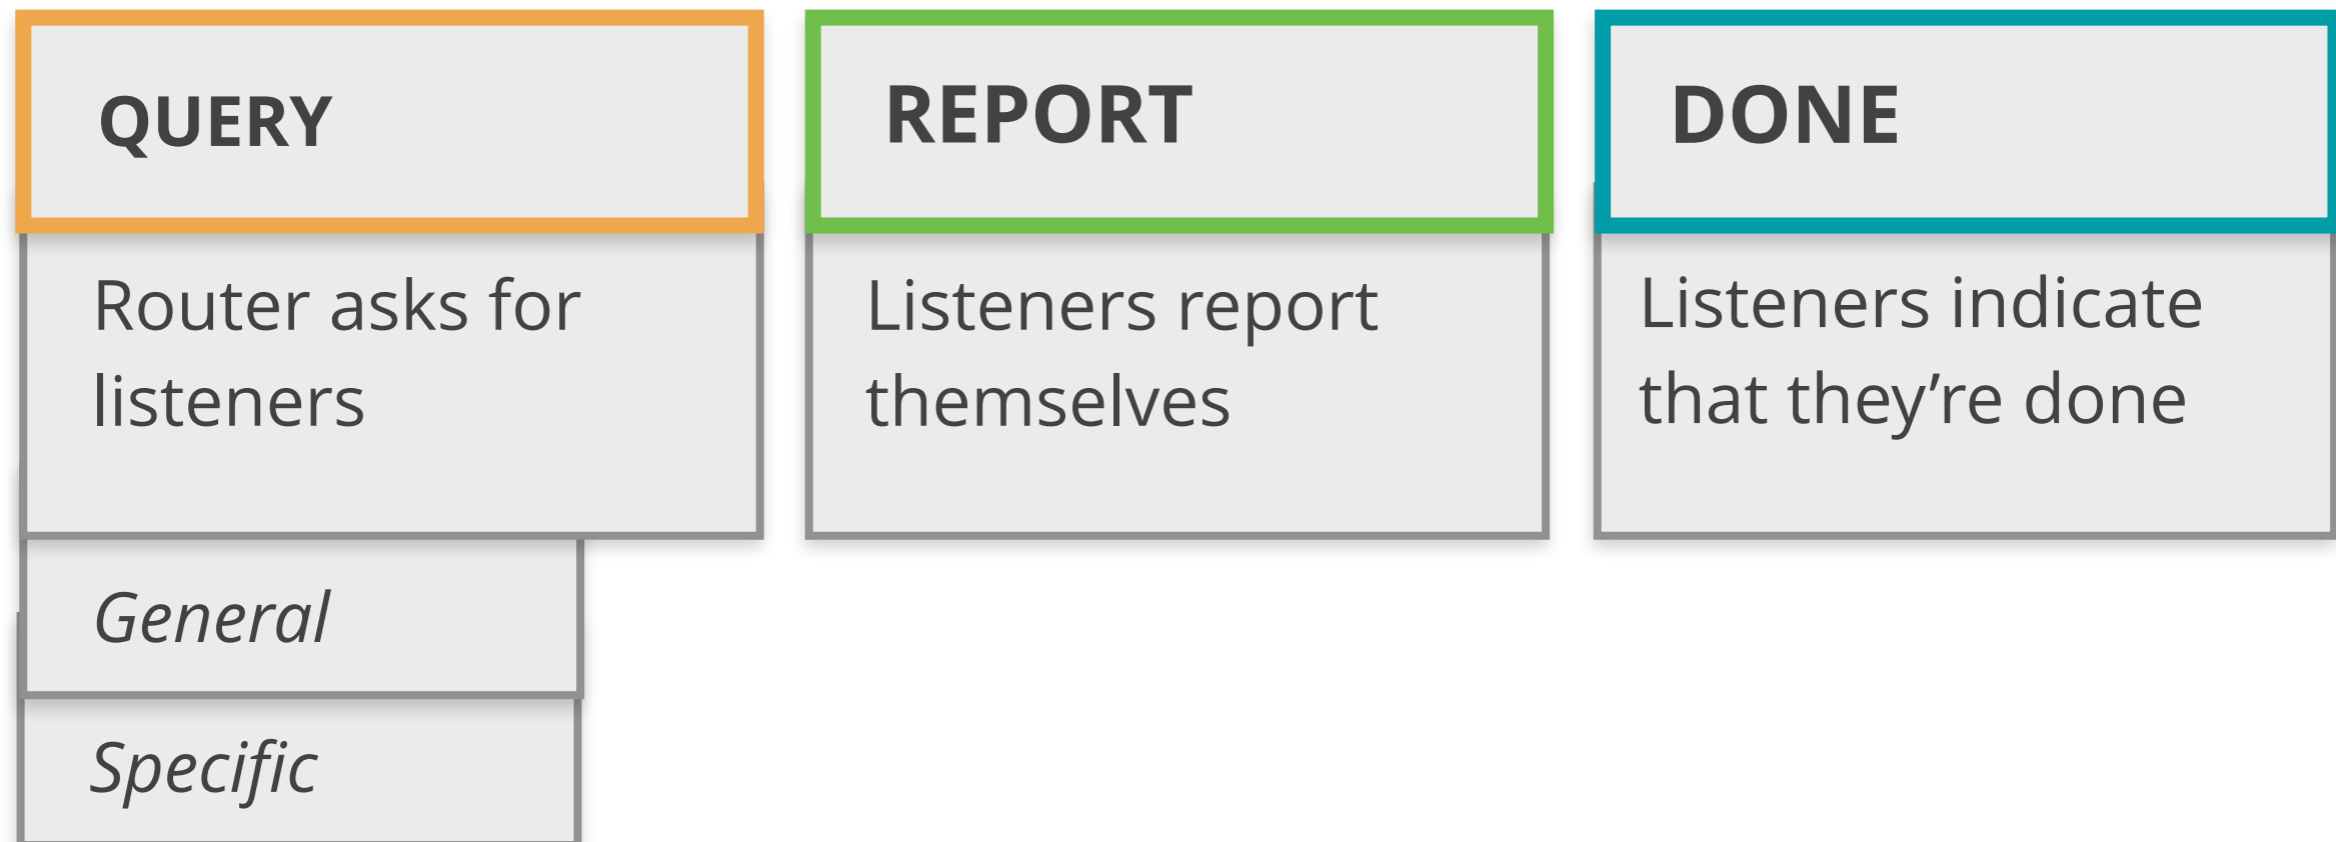 QUERY
Router asks for
listeners
General
Specific
REPORT
Listeners report
themselves
DONE
Listeners indicate
that they’re done